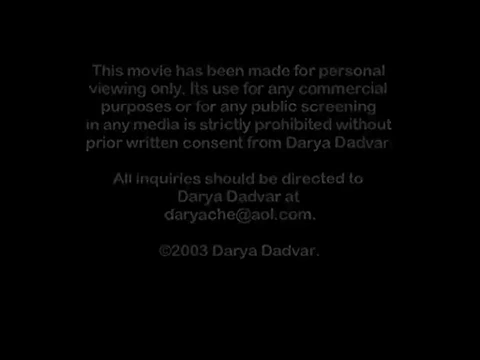 This movie has been made for personal
viewing only. Its use for any commercial
purposes or for any public screening
in any media is strictly prohibited without
prior written consent from Darya Dadvar
All inquiries should be directed to
Darya Dadvar at
daryache@aol.com.
©2003 Darya Dadvar.